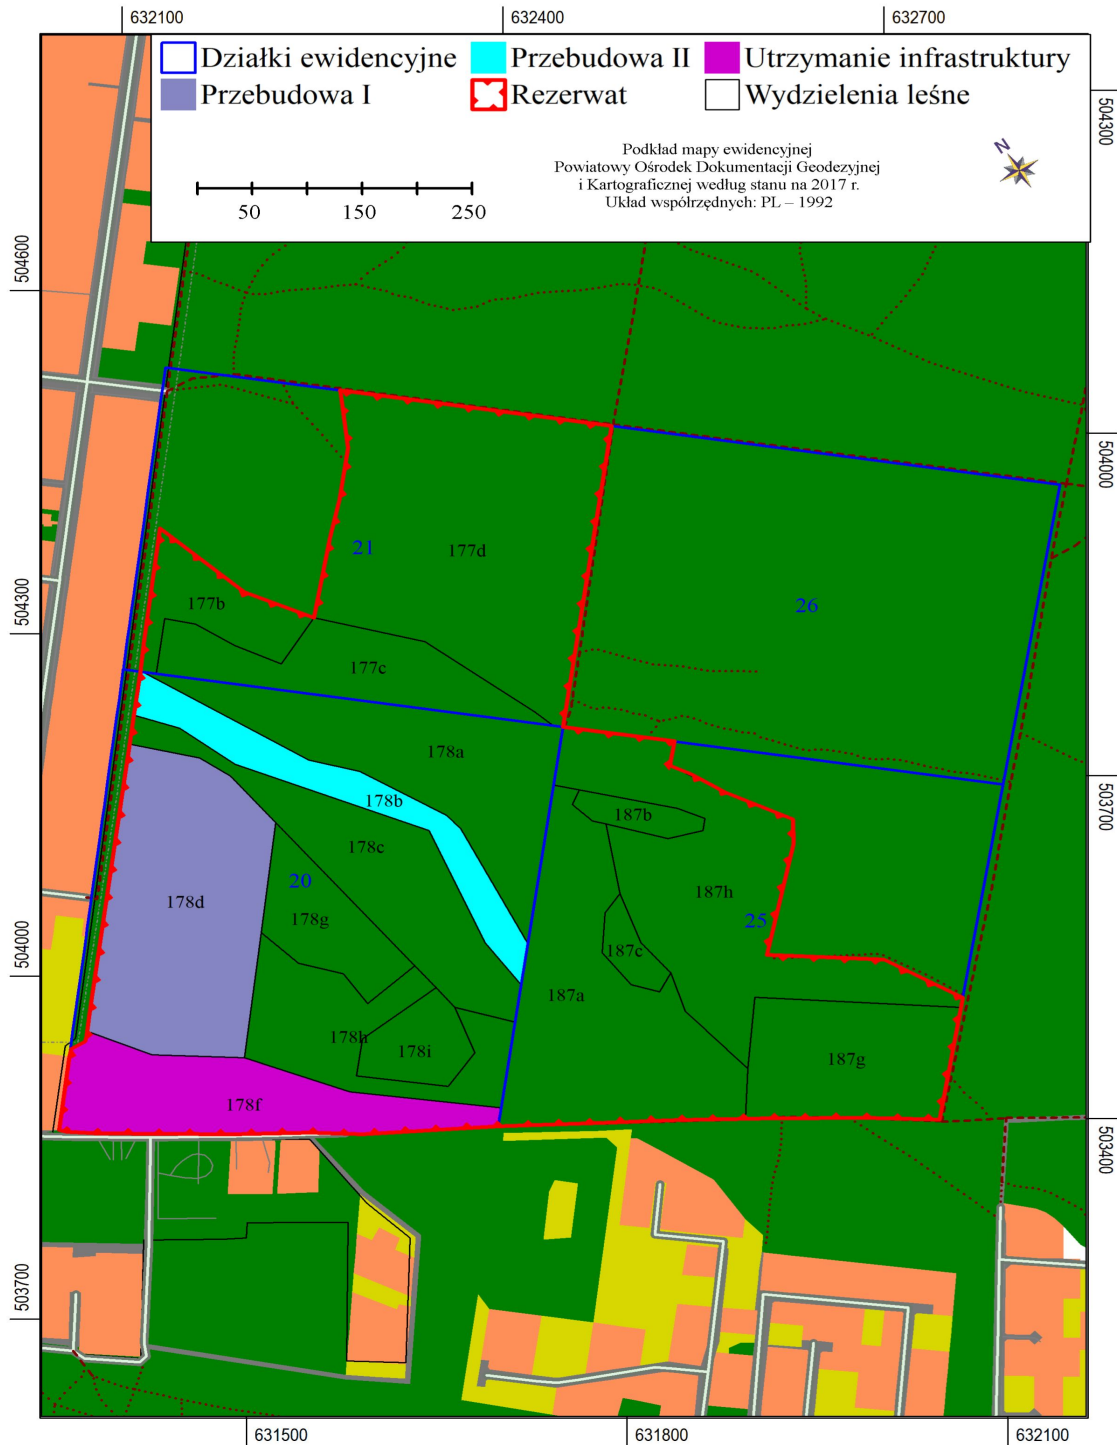 632100
632400
632700
Działki ewidencyjne
Przebudowa II
Utrzymanie infrastruktury
Przebudowa I
Rezerwat
Wydzielenia leśne
504300
Podkład mapy ewidencyjnej
Powiatowy Ośrodek Dokumentacji Geodezyjnej
i Kartograficznej według stanu na 2017 r.
Układ współrzędnych: PL – 1992
N
50
150
250
504600
504000
21
177d
26
177b
504300
177c
178a
503700
178b
187b
178c
20
187h
178d
178g
25
187c
504000
187a
178h
178i
187g
178f
503400
503700
631500
631800
632100